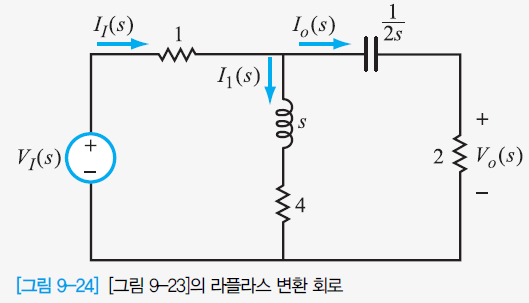 I_I(s)
1
I_o(s)
1/2s
I_1(s)
s
V_I(s)
+
−
4
2
+
V_o(s)
−
[그림 9-24] [그림 9-23]의 라플라스 변환 회로